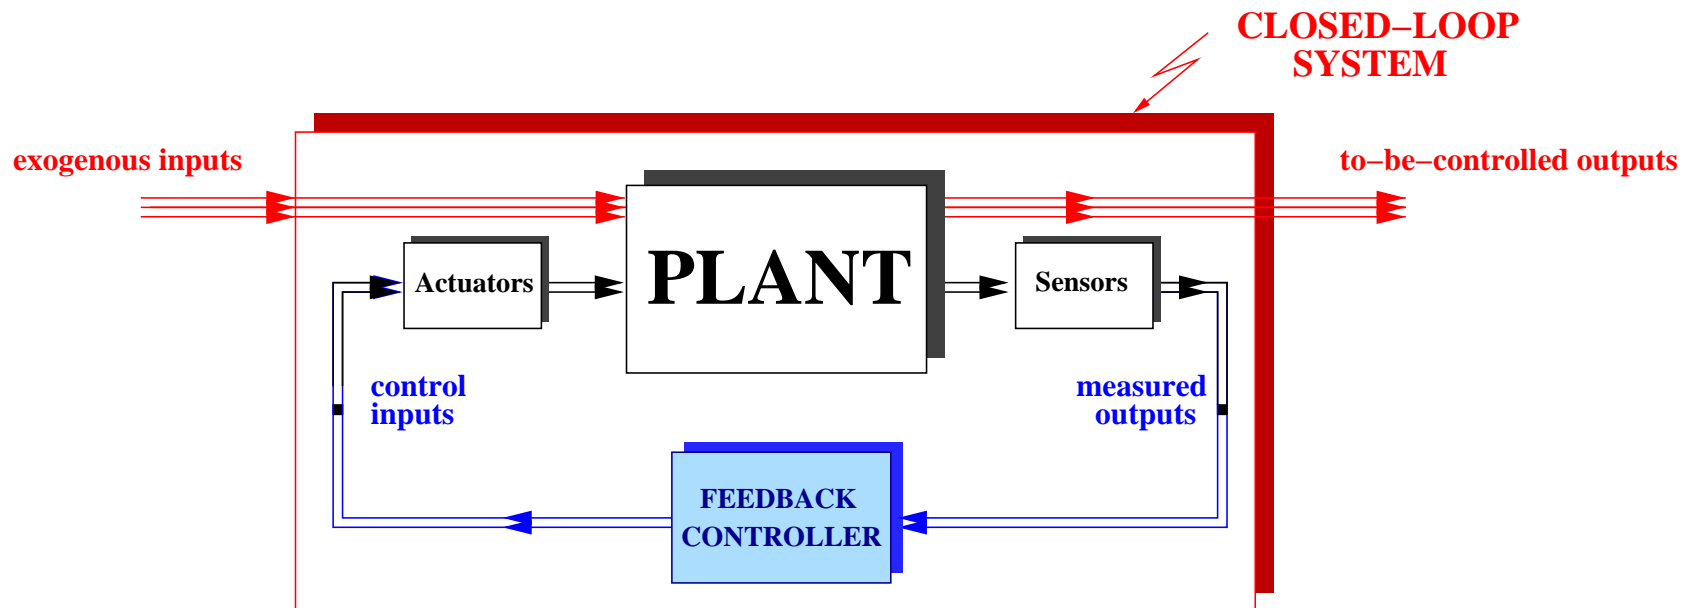 CLOSED–LOOP
SYSTEM
exogenous inputs
to–be–controlled outputs
PLANT
Actuators
Sensors
control
inputs
measured
outputs
FEEDBACK
CONTROLLER